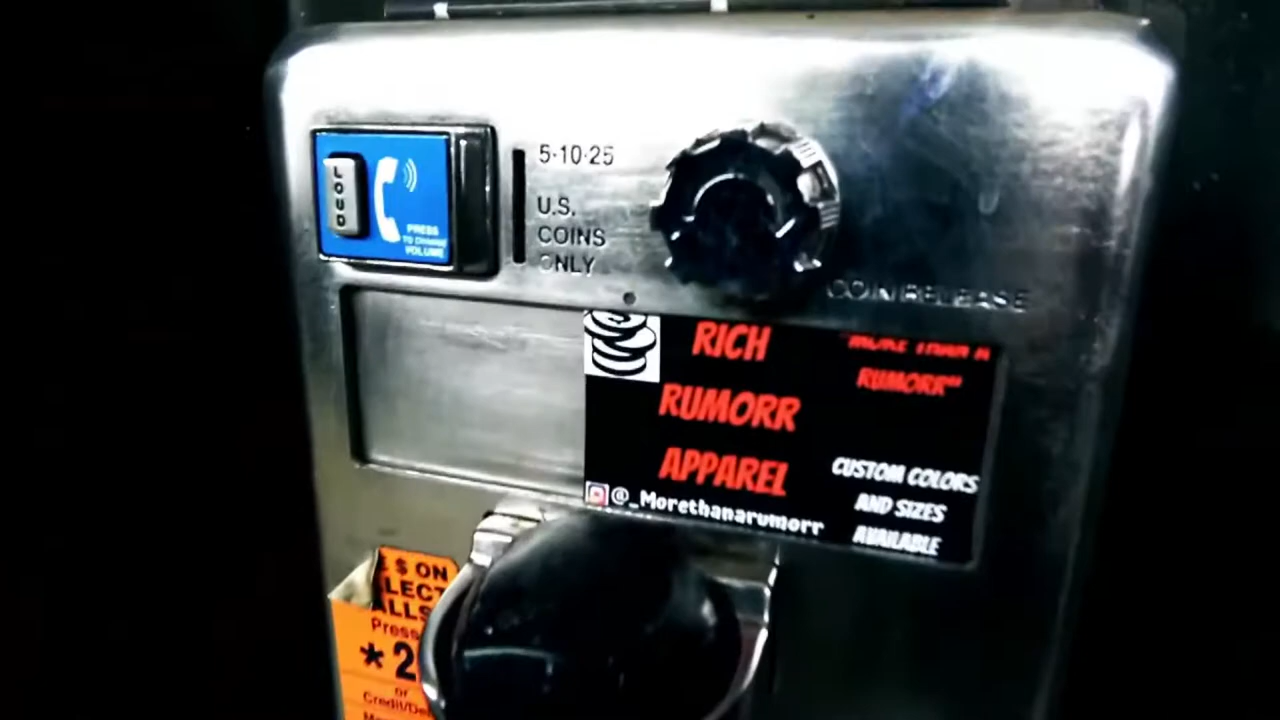 LOUD
PRESS
TO CHANGE
VOLUME
5·10·25
U.S.
COINS
ONLY
COIN RELEASE
RICH
RUMORR
APPAREL
@_Morethanarumorr
"MORE THAN A
RUMORR"
CUSTOM COLORS
AND SIZES
AVAILABLE
$ ON
LECT
ALLS
Press
*2
or
Credit/De